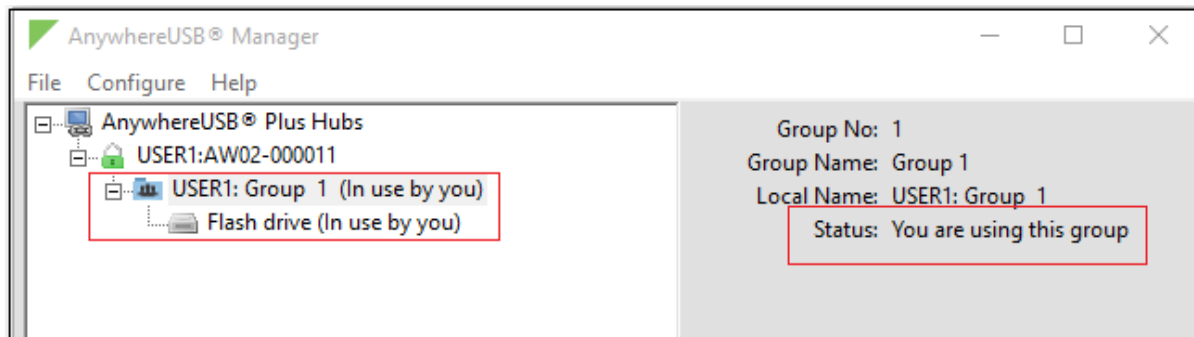 AnywhereUSB® Manager
File Configure Help
AnywhereUSB® Plus Hubs
USER1:AW02-000011
USER1: Group 1 (In use by you)
Flash drive (In use by you)
Group No: 1
Group Name: Group 1
Local Name: USER1: Group 1
Status: You are using this group